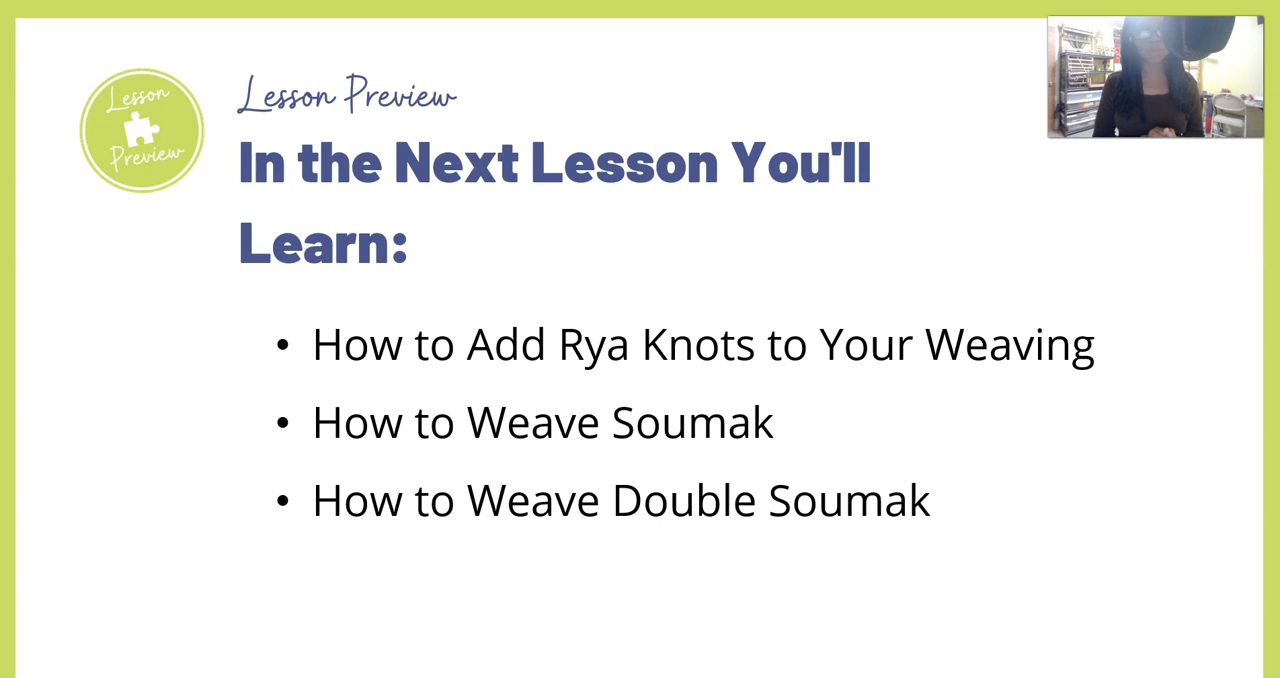 Lesson
Preview
Lesson Preview
In the Next Lesson You'll
Learn:
• How to Add Rya Knots to Your Weaving
• How to Weave Soumak
• How to Weave Double Soumak